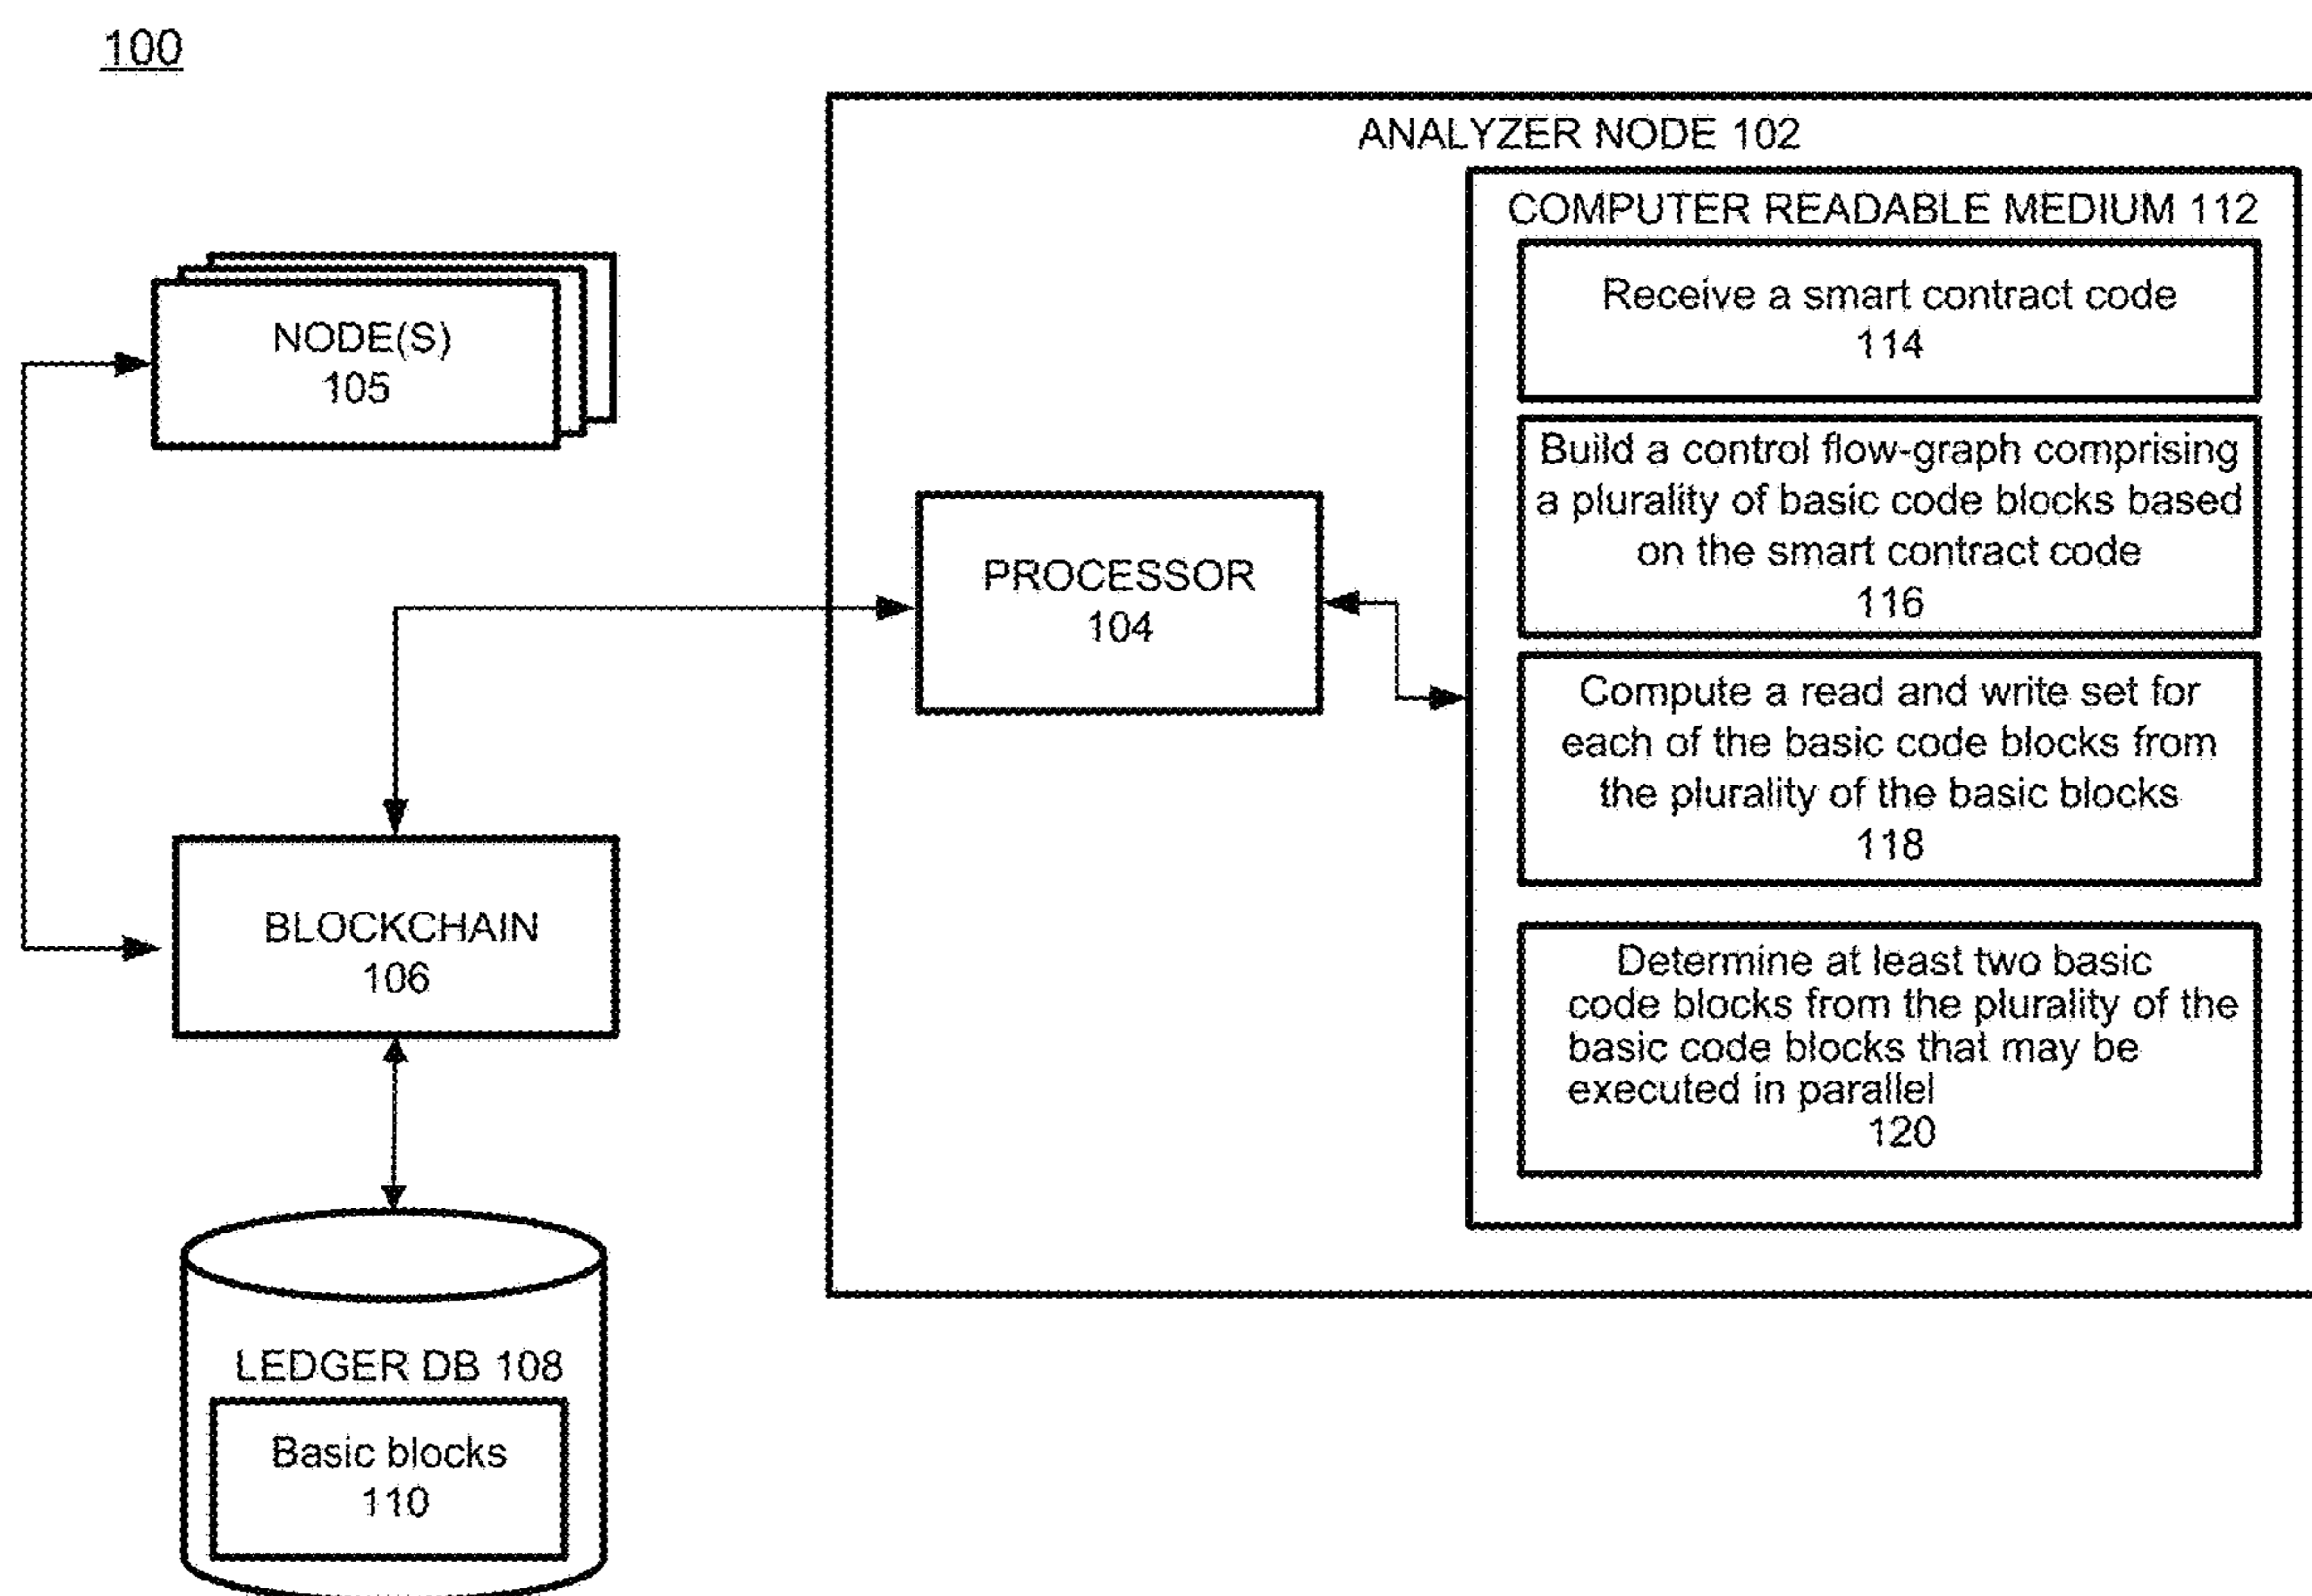 100
ANALYZER NODE 102
COMPUTER READABLE MEDIUM 112
Receive a smart contract code
114
Build a control flow-graph comprising
a plurality of basic code blocks based
on the smart contract code
116
Compute a read and write set for
each of the basic code blocks from
the plurality of the basic blocks
118
Determine at least two basic
code blocks from the plurality of the
basic code blocks that may be
executed in parallel
120
NODE(S)
105
PROCESSOR
104
BLOCKCHAIN
106
LEDGER DB 108
Basic blocks
110